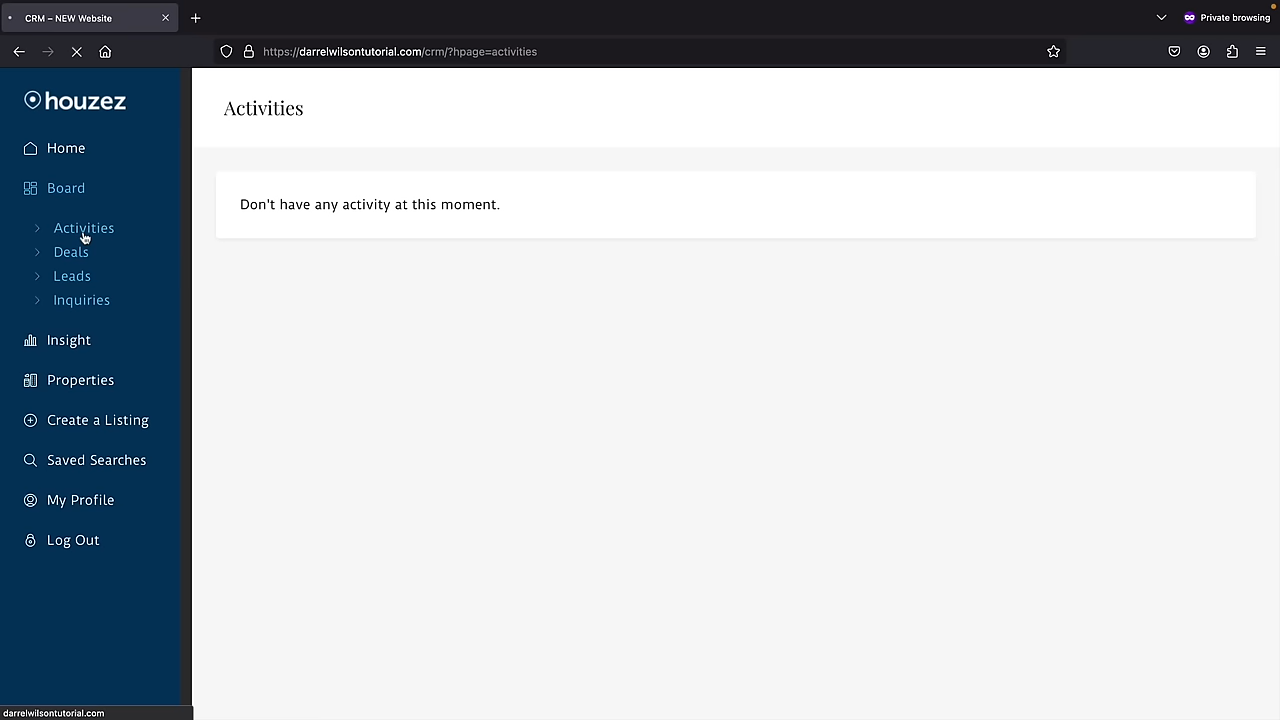 CRM – NEW Website
Private browsing
https://darrelwilsontutorial.com/crm/?hpage=activities
houzez
Activities
Home
Board
Don't have any activity at this moment.
Activities
Deals
Leads
Inquiries
Insight
Properties
Create a Listing
Saved Searches
My Profile
Log Out
darrelwilsontutorial.com